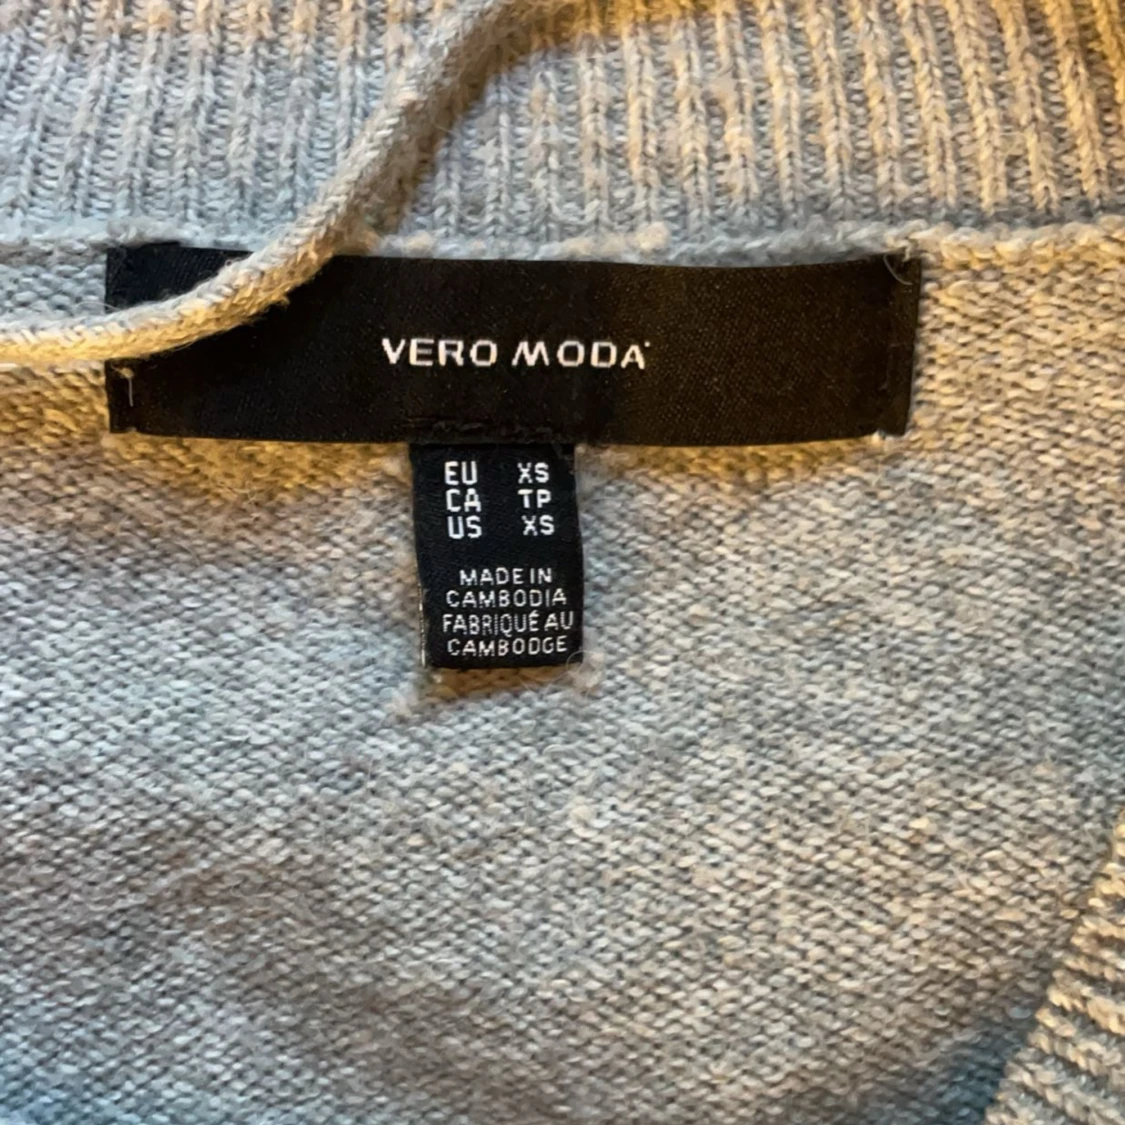 VERO MODA
EU XS
CA TP
US XS
MADE IN
CAMBODIA
FABRIQUÉ AU
CAMBODGE